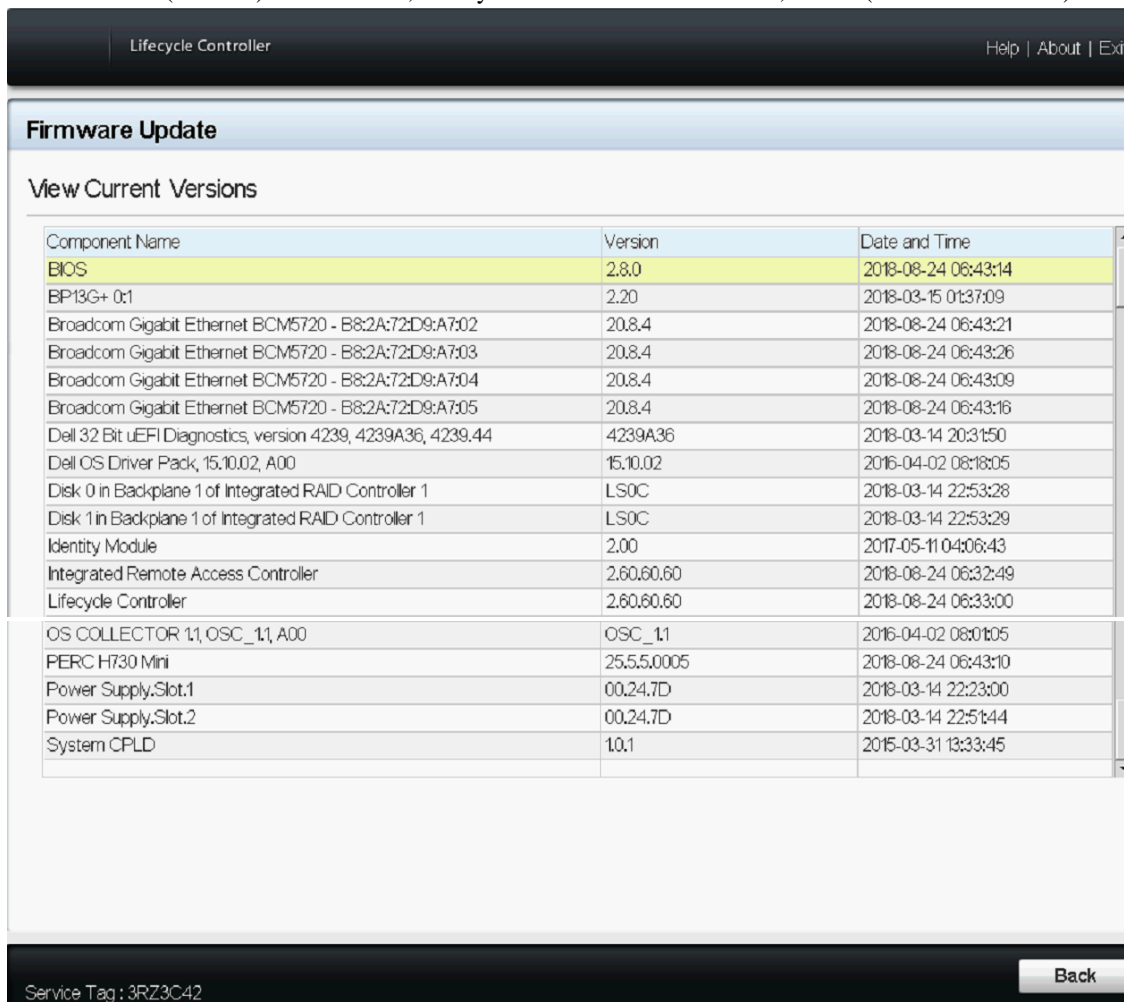 Lifecycle Controller
Help | About | Exi
Firmware Update
View Current Versions
Component Name Version Date and Time
BIOS 2.8.0 2018-08-24 06:43:14
BP13G+ 0:1 2.20 2018-03-15 01:37:09
Broadcom Gigabit Ethernet BCM5720 - B8:2A:72:D9:A7:02 20.8.4 2018-08-24 06:43:21
Broadcom Gigabit Ethernet BCM5720 - B8:2A:72:D9:A7:03 20.8.4 2018-08-24 06:43:26
Broadcom Gigabit Ethernet BCM5720 - B8:2A:72:D9:A7:04 20.8.4 2018-08-24 06:43:09
Broadcom Gigabit Ethernet BCM5720 - B8:2A:72:D9:A7:05 20.8.4 2018-08-24 06:43:16
Dell 32 Bit uEFI Diagnostics, version 4239, 4239A36, 4239.44 4239A36 2018-03-14 20:31:50
Dell OS Driver Pack, 15.10.02, A00 15.10.02 2016-04-02 08:18:05
Disk 0 in Backplane 1 of Integrated RAID Controller 1 LS0C 2018-03-14 22:53:28
Disk 1 in Backplane 1 of Integrated RAID Controller 1 LS0C 2018-03-14 22:53:29
Identity Module 2.00 2017-05-11 04:06:43
Integrated Remote Access Controller 2.60.60.60 2018-08-24 06:32:49
Lifecycle Controller 2.60.60.60 2018-08-24 06:33:00
OS COLLECTOR 1.1, OSC_1.1, A00 OSC_1.1 2016-04-02 08:01:05
PERC H730 Mini 25.5.5.0005 2018-08-24 06:43:10
Power Supply.Slot.1 00.24.7D 2018-03-14 22:23:00
Power Supply.Slot.2 00.24.7D 2018-03-14 22:51:44
System CPLD 1.0.1 2015-03-31 13:33:45
Back
Service Tag : 3RZ3C42